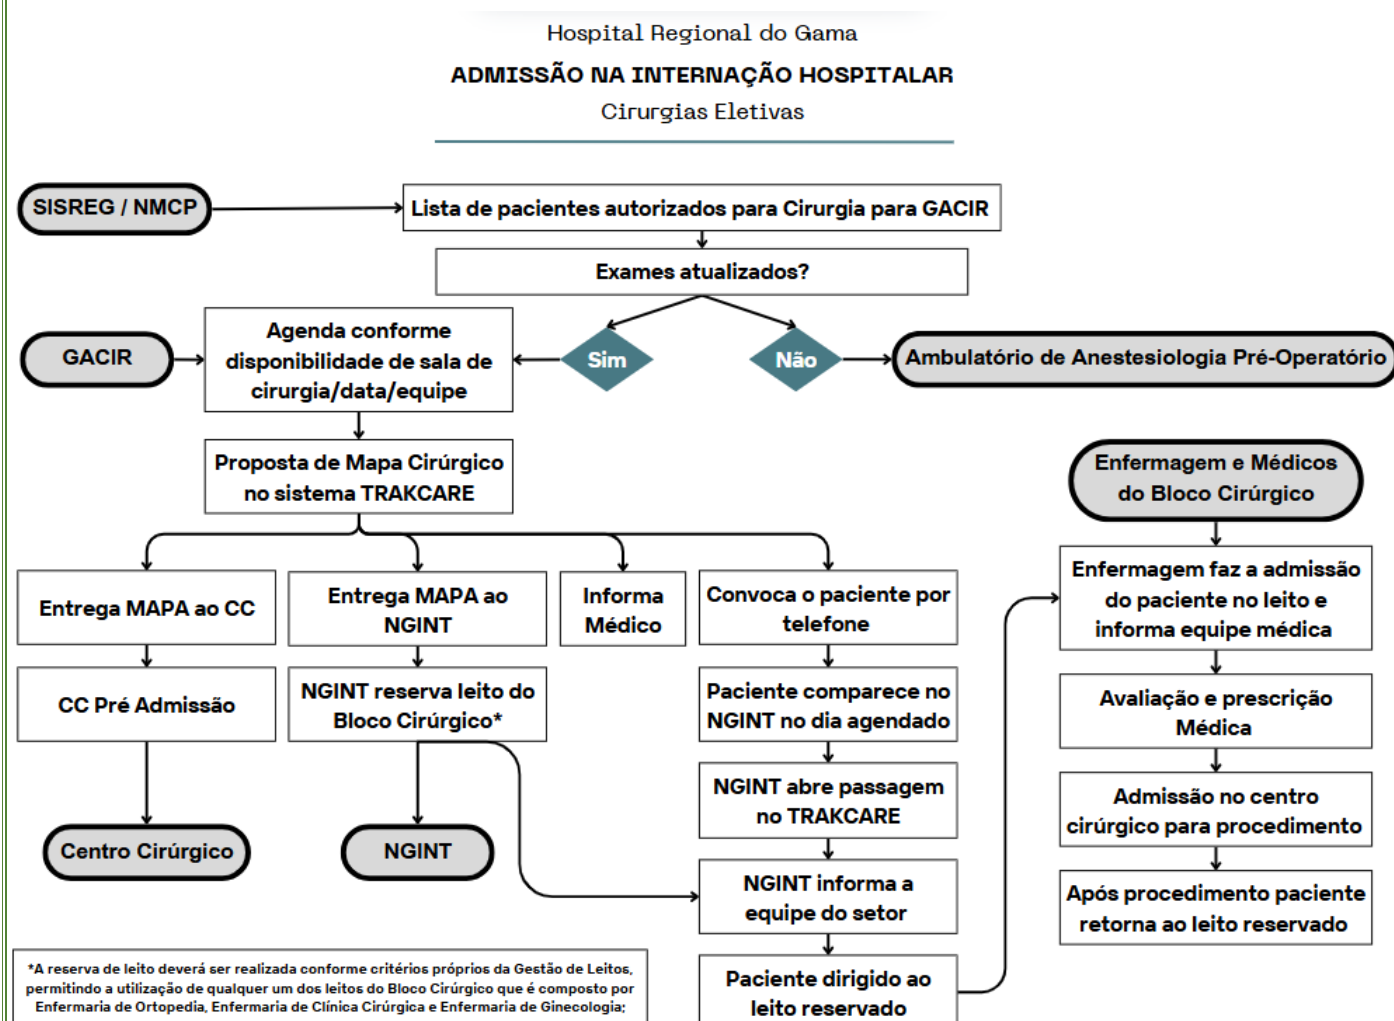 Hospital Regional do Gama
ADMISSÃO NA INTERNAÇÃO HOSPITALAR
Cirurgias Eletivas
SISREG / NMCP
Lista de pacientes autorizados para Cirurgia para GACIR
Exames atualizados?
GACIR
Agenda conforme
disponibilidade de sala de
cirurgia/data/equipe
Sim
Não
Ambulatório de Anestesiologia Pré-Operatório
Proposta de Mapa Cirúrgico
no sistema TRAKCARE
Entrega MAPA ao CC
Entrega MAPA ao
NGINT
Informa
Médico
Convoca o paciente por
telefone
CC Pré Admissão
NGINT reserva leito do
Bloco Cirúrgico*
Paciente comparece no
NGINT no dia agendado
NGINT abre passagem
no TRAKCARE
Centro Cirúrgico
NGINT
NGINT informa a
equipe do setor
Paciente dirigido ao
leito reservado
Enfermagem e Médicos
do Bloco Cirúrgico
Enfermagem faz a admissão
do paciente no leito e
informa equipe médica
Avaliação e prescrição
Médica
Admissão no centro
cirúrgico para procedimento
Após procedimento paciente
retorna ao leito reservado
*A reserva de leito deverá ser realizada conforme critérios próprios da Gestão de Leitos,
permitindo a utilização de qualquer um dos leitos do Bloco Cirúrgico que é composto por
Enfermaria de Ortopedia, Enfermaria de Clínica Cirúrgica e Enfermaria de Ginecologia;